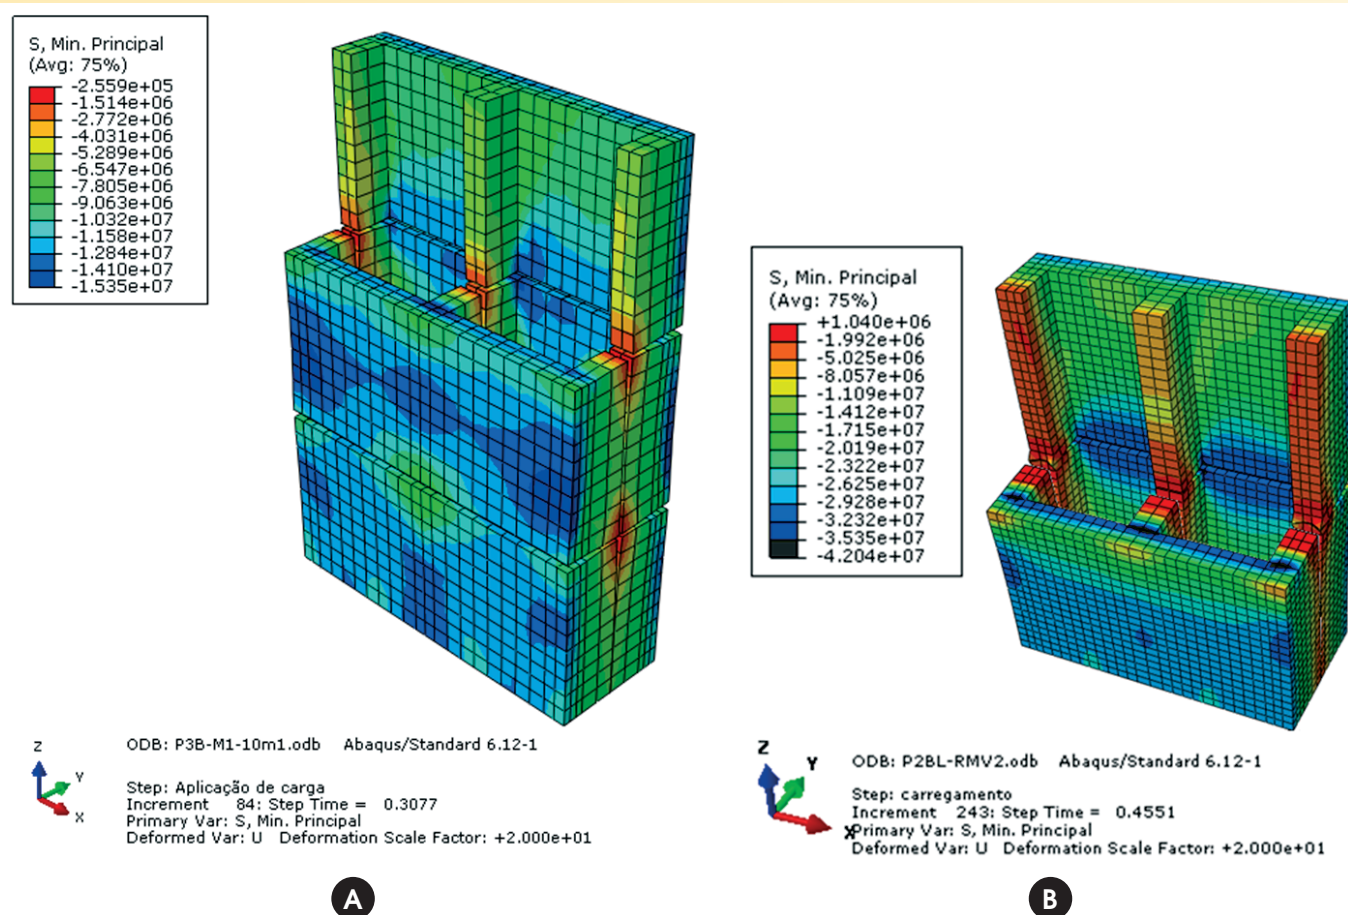 S, Min. Principal
(Avg: 75%)
-2.559e+05
-1.514e+06
-2.772e+06
-4.031e+06
-5.289e+06
-6.547e+06
-7.805e+06
-9.063e+06
-1.032e+07
-1.158e+07
-1.284e+07
-1.410e+07
-1.535e+07
Z
Y
X
ODB: P3B-M1-10m1.odb Abaqus/Standard 6.12-1
Step: Aplicação de carga
Increment 84: Step Time = 0.3077
Primary Var: S, Min. Principal
Deformed Var: U Deformation Scale Factor: +2.000e+01
A
S, Min. Principal
(Avg: 75%)
+1.040e+06
-1.992e+06
-5.025e+06
-8.057e+06
-1.109e+07
-1.412e+07
-1.715e+07
-2.019e+07
-2.322e+07
-2.625e+07
-2.928e+07
-3.232e+07
-3.535e+07
-4.204e+07
Z
Y
X
ODB: P2BL-RMV2.odb Abaqus/Standard 6.12-1
Step: carregamento
Increment 243: Step Time = 0.4551
Primary Var: S, Min. Principal
Deformed Var: U Deformation Scale Factor: +2.000e+01
B